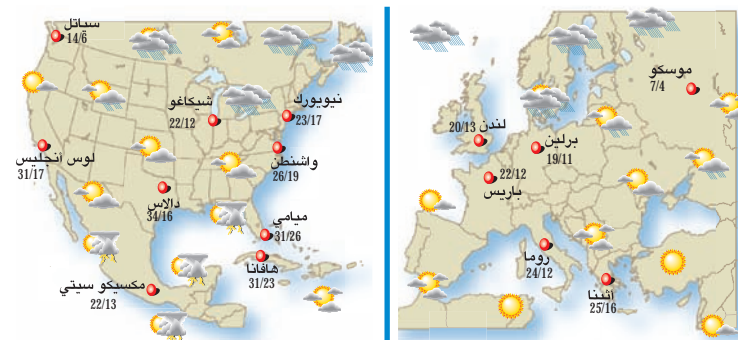 سياتل
14/6
شيكاغو
22/12
نيويورك
23/17
لوس أنجليس
31/17
واشنطن
26/19
دالاس
34/16
ميامي
31/26
هافانا
31/23
مكسيكو سيتي
22/13
موسكو
7/4
لندن 20/13
برلين
19/11
22/12
باريس
روما
24/12
أثينا
25/16